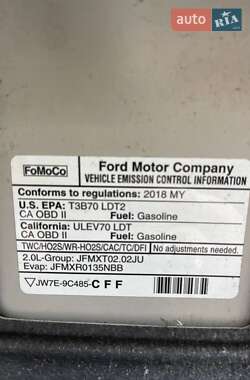 auto RIA
FoMoCo
Ford Motor Company
VEHICLE EMISSION CONTROL INFORMATION
Conforms to regulations: 2018 MY
U.S. EPA: T3B70 LDT2
CA OBD II Fuel: Gasoline
California: ULEV70 LDT
CA OBD II Fuel: Gasoline
TWC/HO2S/WR-HO2S/CAC/TC/DFI No adjustments needed.
2.0L-Group: JFMXT02.02JU
Evap: JFMXR0135NBB
JW7E-9C485-CFF